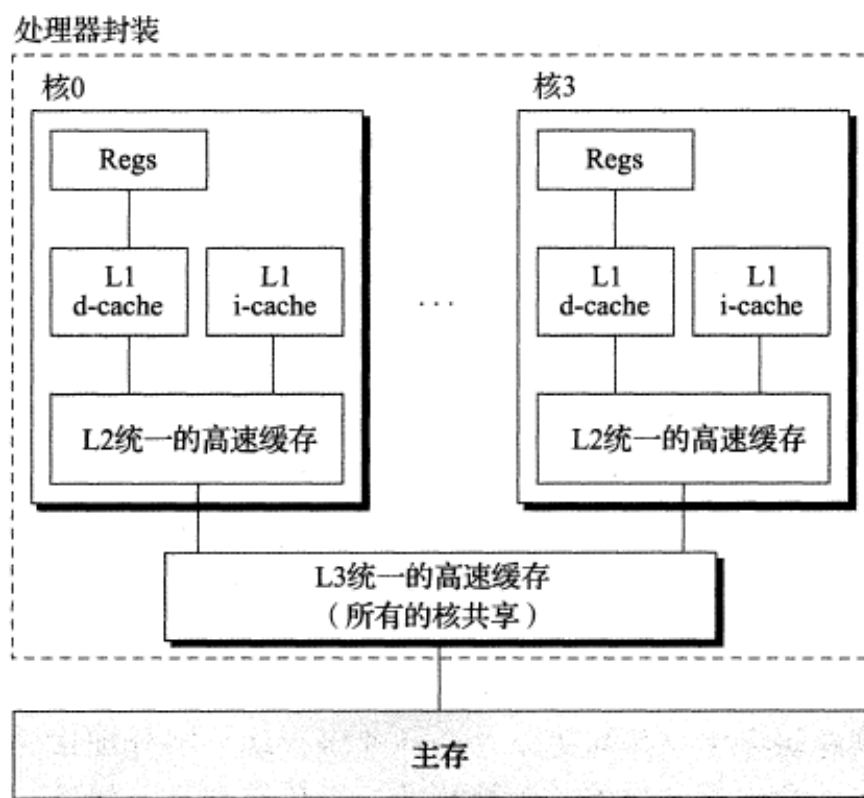 处理器封装
核0
核3
Regs
Regs
L1
d-cache
L1
i-cache
. . .
L1
d-cache
L1
i-cache
L2统一的高速缓存
L2统一的高速缓存
L3统一的高速缓存
（所有的核共享）
主存